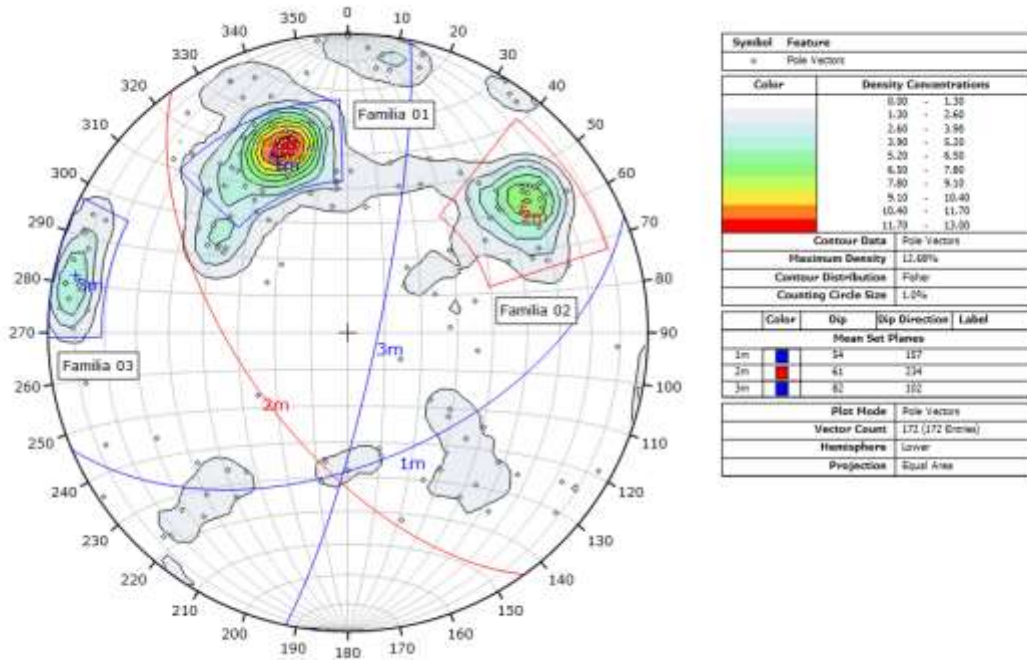 0
10
20
30
40
50
60
70
80
90
100
110
120
130
140
150
160
170
180
190
200
210
220
230
240
250
260
270
280
290
300
310
320
330
340
350
Familia 01
Familia 02
Familia 03
1m
2m
3m
1m
2m
3m
Symbol Feature
Pole Vectors
Color Density Concentrations
0.00 - 1.30
1.30 - 2.60
2.60 - 3.90
3.90 - 5.20
5.20 - 6.50
6.50 - 7.80
7.80 - 9.10
9.10 - 10.40
10.40 - 11.70
11.70 - 13.00
Contour Data Pole Vectors
Maximum Density 12.68%
Contour Distribution Fisher
Counting Circle Size 1.0%
Color Dip Dip Direction Label
Mean Set Planes
1m 54 157
2m 61 234
3m 82 102
Plot Mode Pole Vectors
Vector Count 172 (172 Entries)
Hemisphere Lower
Projection Equal Area